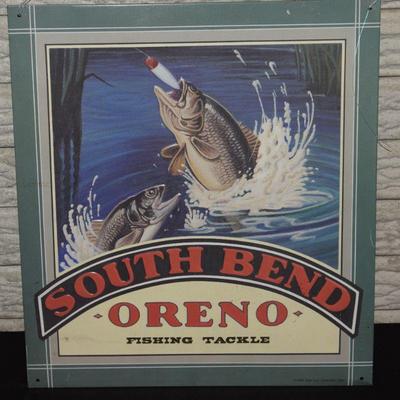 SOUTH BEND
- ORENO -
FISHING TACKLE